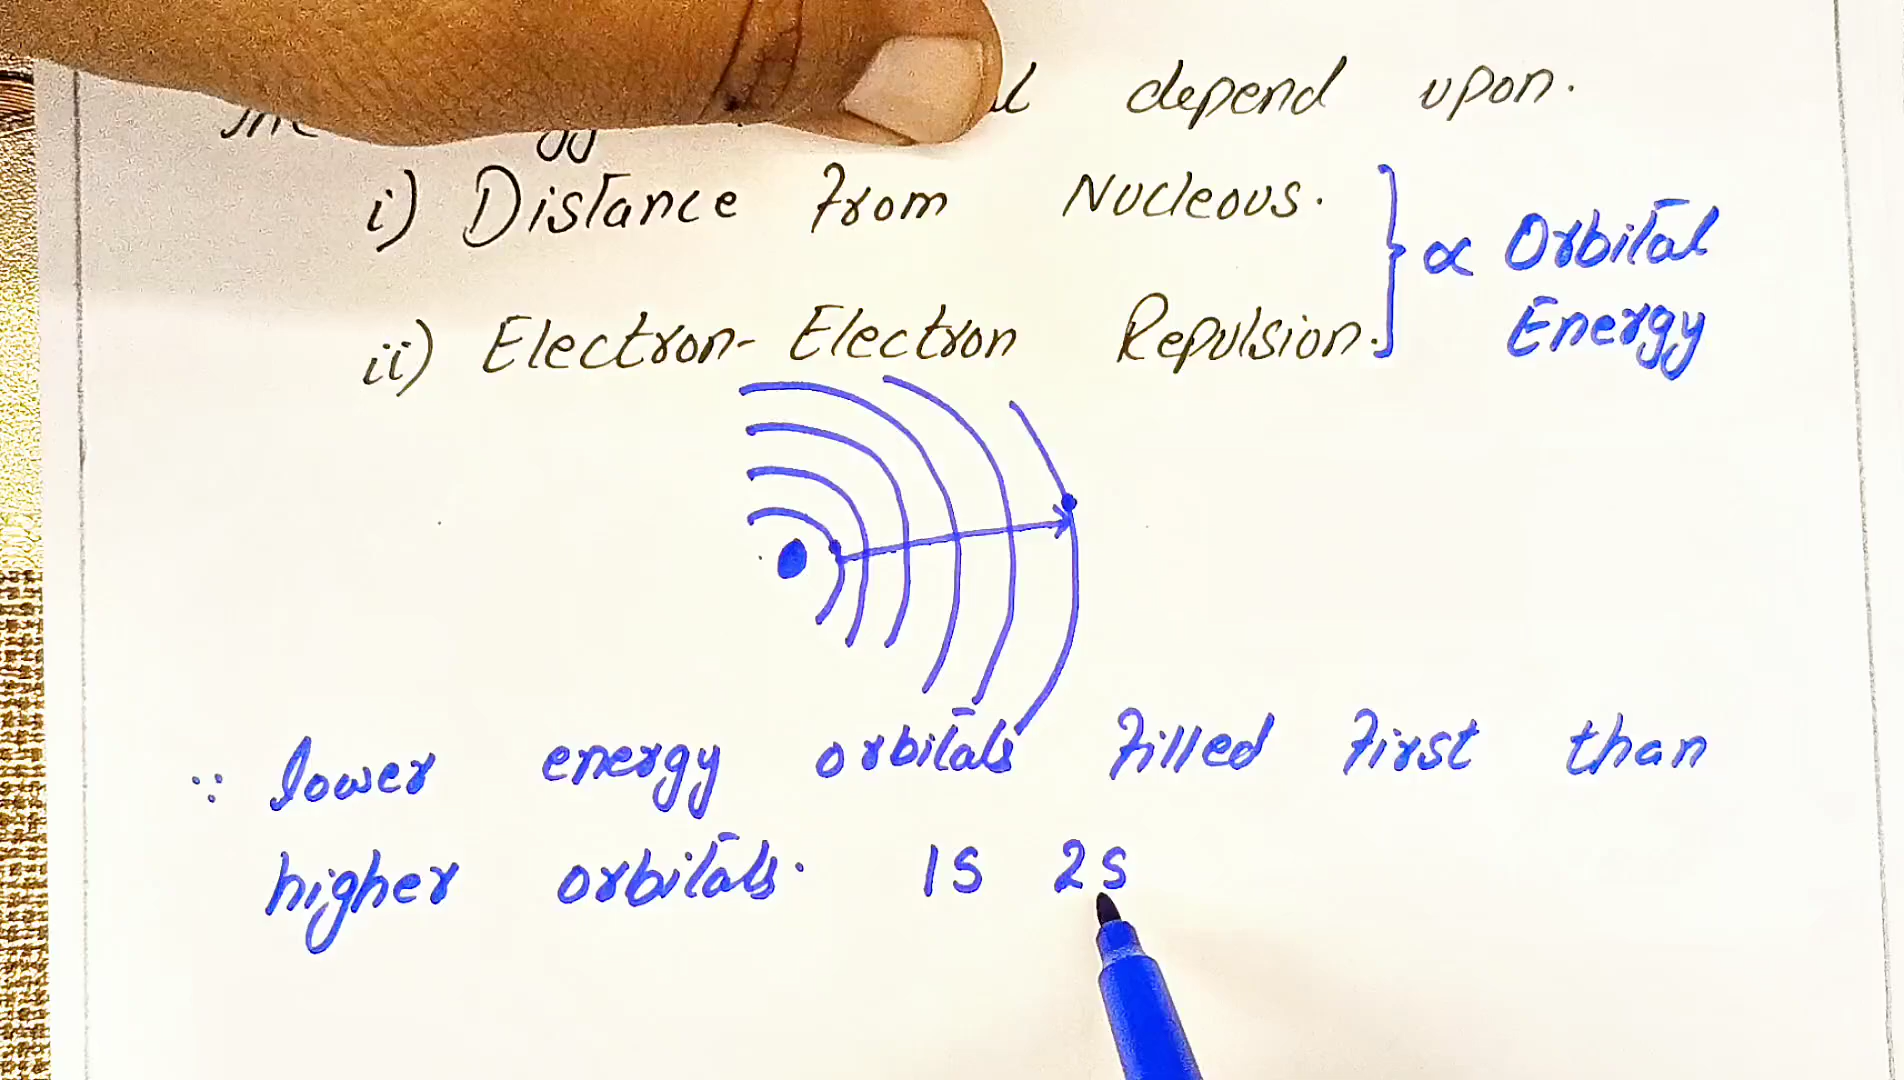 depend upon.
i) Distance from Nucleous.
ii) Electron-Electron Repulsion.
∝ Orbital
Energy
∵ lower energy orbitals filled first than
higher orbitals. 1s 2s